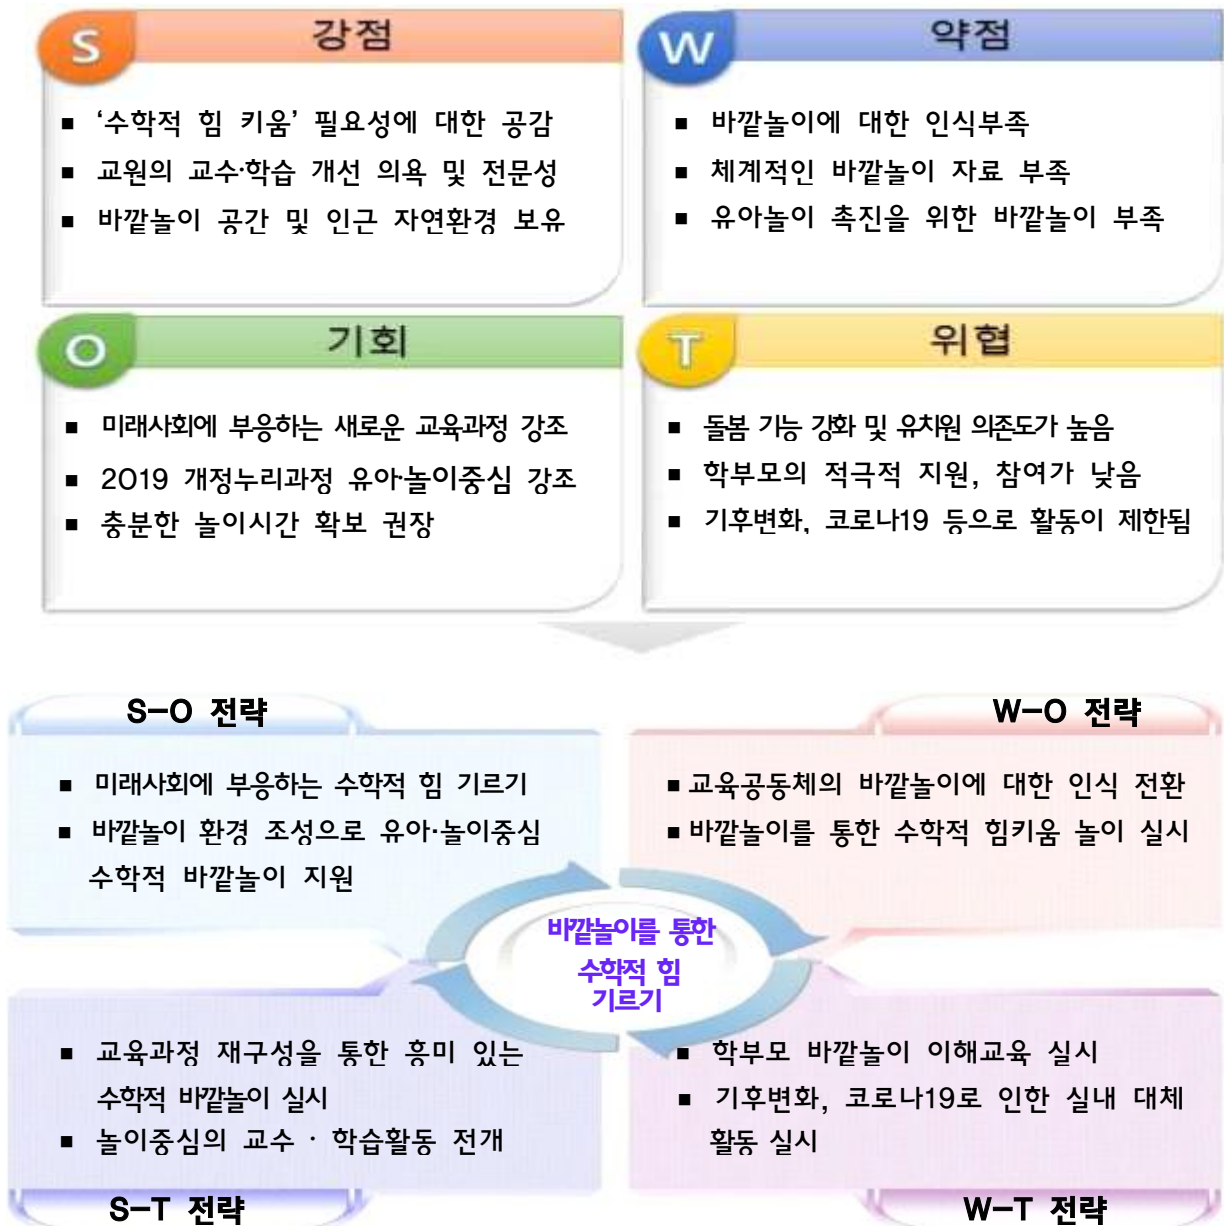 S 강점
▪ ‘수학적 힘 키움’ 필요성에 대한 공감
▪ 교원의 교수·학습 개선 의욕 및 전문성
▪ 바깥놀이 공간 및 인근 자연환경 보유
W 약점
▪ 바깥놀이에 대한 인식부족
▪ 체계적인 바깥놀이 자료 부족
▪ 유아놀이 촉진을 위한 바깥놀이 부족
O 기회
▪ 미래사회에 부응하는 새로운 교육과정 강조
▪ 2019 개정누리과정 유아·놀이중심 강조
▪ 충분한 놀이시간 확보 권장
T 위협
▪ 돌봄 기능 강화 및 유치원 의존도가 높음
▪ 학부모의 적극적 지원, 참여가 낮음
▪ 기후변화, 코로나19 등으로 활동이 제한됨
S-O 전략
▪ 미래사회에 부응하는 수학적 힘 기르기
▪ 바깥놀이 환경 조성으로 유아·놀이중심
수학적 바깥놀이 지원
W-O 전략
▪ 교육공동체의 바깥놀이에 대한 인식 전환
▪ 바깥놀이를 통한 수학적 힘키움 놀이 실시
바깥놀이를 통한
수학적 힘
기르기
▪ 교육과정 재구성을 통한 흥미 있는
수학적 바깥놀이 실시
▪ 놀이중심의 교수 · 학습활동 전개
S-T 전략
▪ 학부모 바깥놀이 이해교육 실시
▪ 기후변화, 코로나19로 인한 실내 대체
활동 실시
W-T 전략